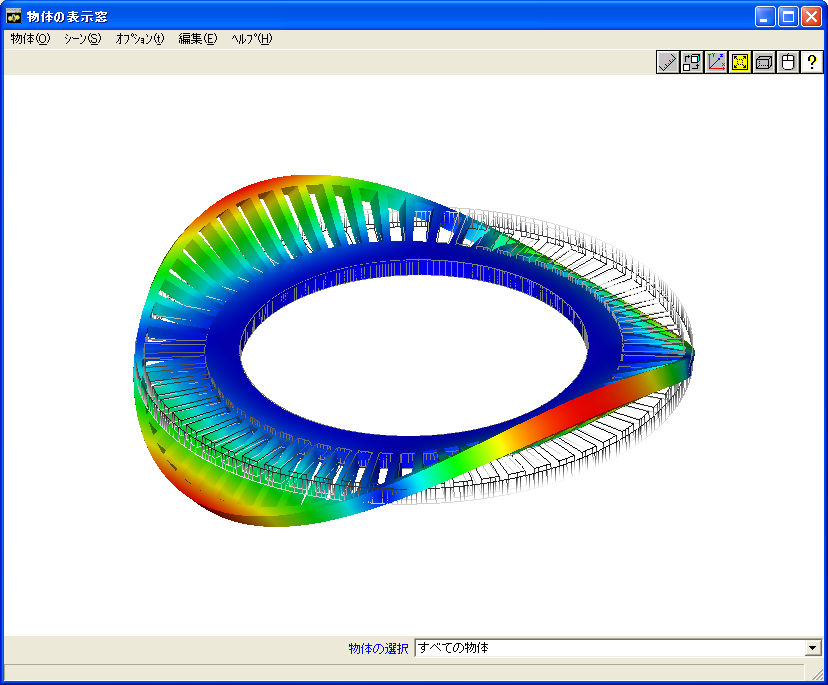 物体の表示窓
物体(O) シーン(S) オプション(t) 編集(E) ヘルプ(H)
?
物体の選択 すべての物体